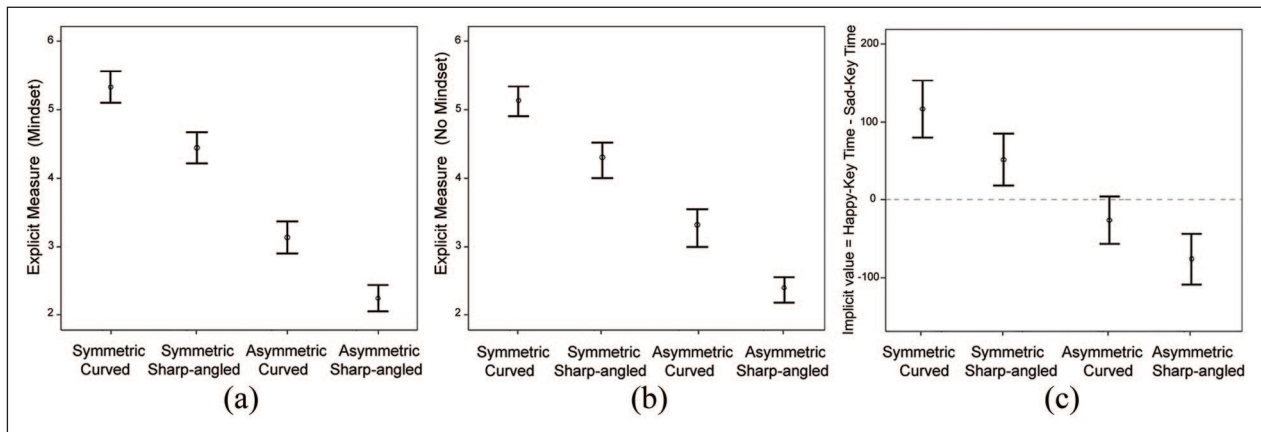 Explicit Measure (Mindset)
6
5
4
3
2
Symmetric Curved
Symmetric Sharp-angled
Asymmetric Curved
Asymmetric Sharp-angled
(a)
Explicit Measure (No Mindset)
6
5
4
3
2
Symmetric Curved
Symmetric Sharp-angled
Asymmetric Curved
Asymmetric Sharp-angled
(b)
Implicit value = Happy-Key Time - Sad-Key Time
200
100
0
-100
Symmetric Curved
Symmetric Sharp-angled
Asymmetric Curved
Asymmetric Sharp-angled
(c)